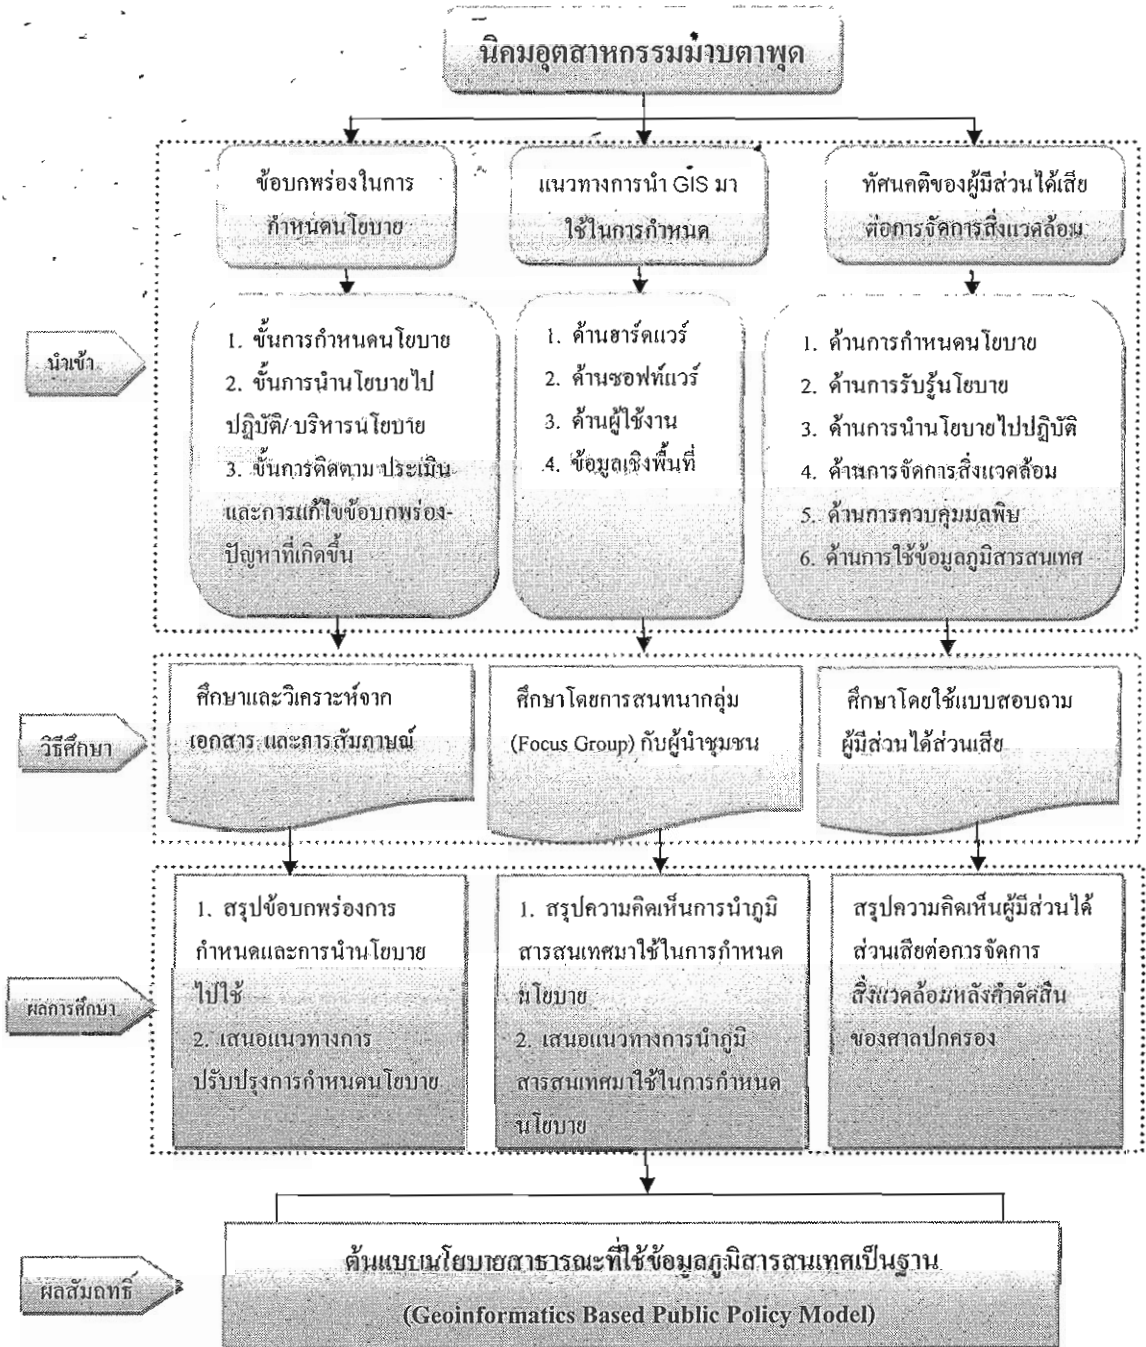 นิคมอุตสาหกรรมมาบตาพุด
ข้อบกพร่องในการ
กำหนดนโยบาย
แนวทางการนำ GIS มา
ใช้ในการกำหนด
ทัศนคติของผู้มีส่วนได้เสีย
ต่อการจัดการสิ่งแวดล้อม
นำเข้า
1. ขั้นการกำหนดนโยบาย
2. ขั้นการนำนโยบายไป
ปฏิบัติ/บริหารนโยบาย
3. ขั้นการติดตาม ประเมิน
และการแก้ไขข้อบกพร่อง-
ปัญหาที่เกิดขึ้น
1. ด้านฮาร์ดแวร์
2. ด้านซอฟท์แวร์
3. ด้านผู้ใช้งาน
4. ข้อมูลเชิงพื้นที่
1. ด้านการกำหนดนโยบาย
2. ด้านการรับรู้นโยบาย
3. ด้านการนำนโยบายไปปฏิบัติ
4. ด้านการจัดการสิ่งแวดล้อม
5. ด้านการควบคุมมลพิษ
6. ด้านการใช้ข้อมูลภูมิสารสนเทศ
วิธีศึกษา
ศึกษาและวิเคราะห์จาก
เอกสาร และการสัมภาษณ์
ศึกษาโดยการสนทนากลุ่ม
(Focus Group) กับผู้นำชุมชน
ศึกษาโดยใช้แบบสอบถาม
ผู้มีส่วนได้ส่วนเสีย
ผลการศึกษา
1. สรุปข้อบกพร่องการ
กำหนดและการนำนโยบาย
ไปใช้
2. เสนอแนวทางการ
ปรับปรุงการกำหนดนโยบาย
1. สรุปความคิดเห็นการนำภูมิ
สารสนเทศมาใช้ในการกำหนด
นโยบาย
2. เสนอแนวทางการนำภูมิ
สารสนเทศมาใช้ในการกำหนด
นโยบาย
สรุปความคิดเห็นผู้มีส่วนได้
ส่วนเสียต่อการจัดการ
สิ่งแวดล้อมหลังคำตัดสิน
ของศาลปกครอง
ผลสัมฤทธิ์
ต้นแบบนโยบายสาธารณะที่ใช้ข้อมูลภูมิสารสนเทศเป็นฐาน
(Geoinformatics Based Public Policy Model)